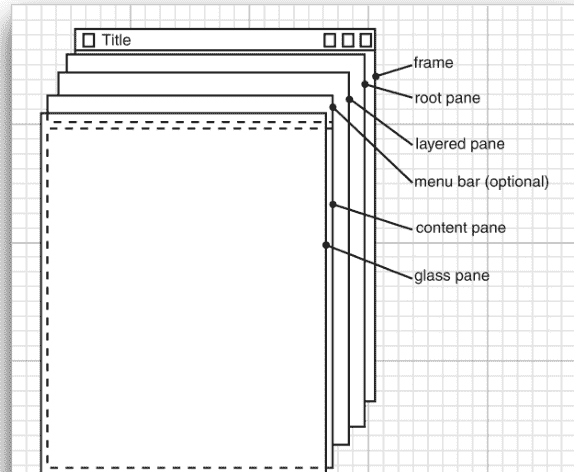 Title
frame
root pane
layered pane
menu bar (optional)
content pane
glass pane